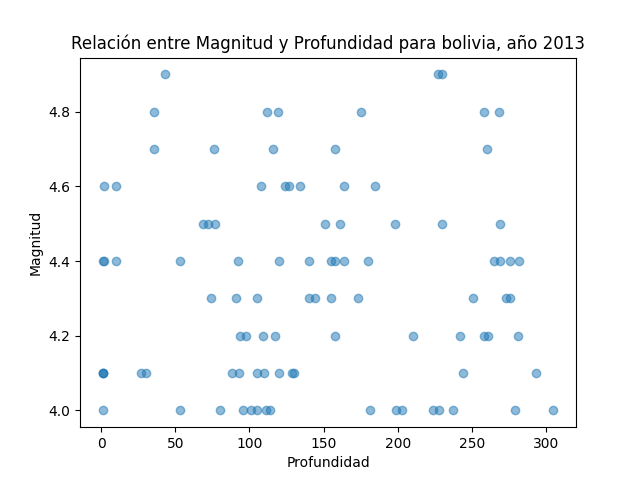 Relación entre Magnitud y Profundidad para bolivia, año 2013
4.8
4.6
4.4
4.2
4.0
Magnitud
0 50 100 150 200 250 300
Profundidad